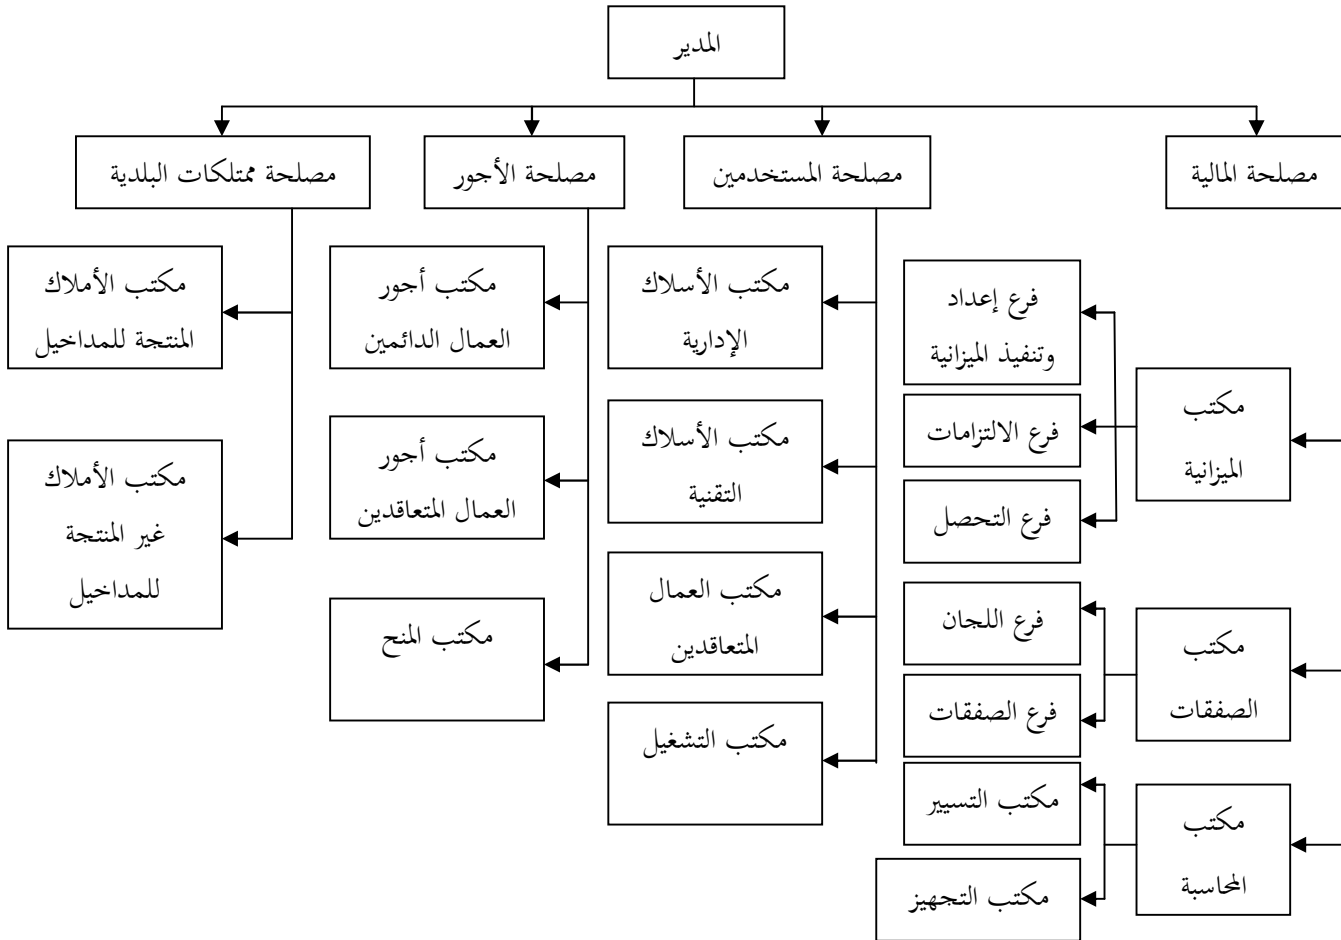 المدير
مصلحة المالية
مصلحة المستخدمين
مصلحة الأجور
مصلحة ممتلكات البلدية
مكتب
الميزانية
فرع إعداد
وتنفيذ الميزانية
فرع الالتزامات
فرع التحصل
مكتب
الصفقات
فرع اللجان
فرع الصفقات
مكتب
المحاسبة
مكتب التسيير
مكتب التجهيز
مكتب الأسلاك
الإدارية
مكتب الأسلاك
التقنية
مكتب العمال
المتعاقدين
مكتب التشغيل
مكتب أجور
العمال الدائمين
مكتب أجور
العمال المتعاقدين
مكتب المنح
مكتب الأملاك
المنتجة للمداخيل
مكتب الأملاك
غير المنتجة
للمداخيل